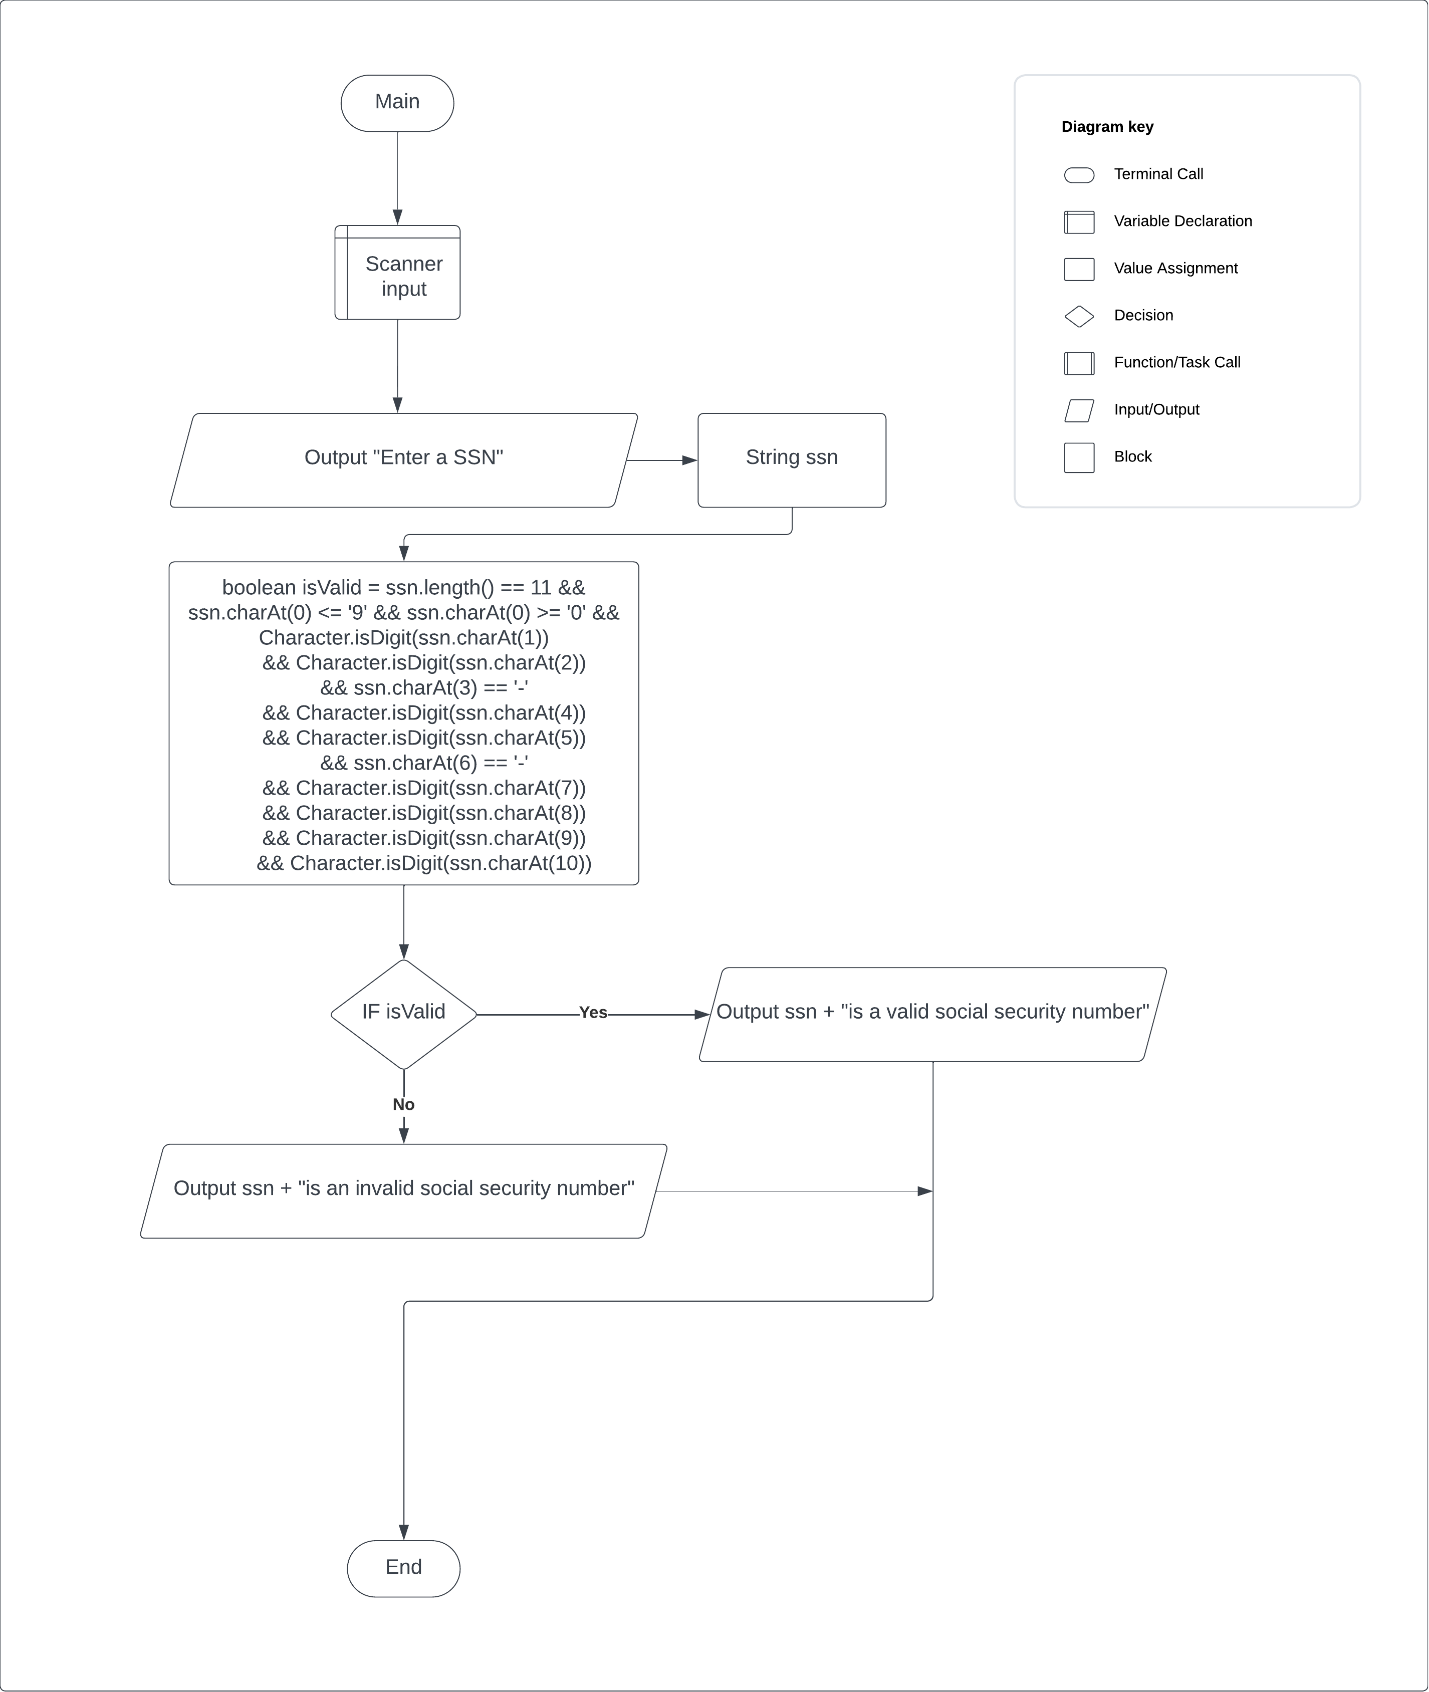 Main
Scanner
input
Output "Enter a SSN"
String ssn
boolean isValid = ssn.length() == 11 &&
ssn.charAt(0) <= '9' && ssn.charAt(0) >= '0' &&
Character.isDigit(ssn.charAt(1))
&& Character.isDigit(ssn.charAt(2))
&& ssn.charAt(3) == '-'
&& Character.isDigit(ssn.charAt(4))
&& Character.isDigit(ssn.charAt(5))
&& ssn.charAt(6) == '-'
&& Character.isDigit(ssn.charAt(7))
&& Character.isDigit(ssn.charAt(8))
&& Character.isDigit(ssn.charAt(9))
&& Character.isDigit(ssn.charAt(10))
IF isValid
Yes
Output ssn + "is a valid social security number"
No
Output ssn + "is an invalid social security number"
End
Diagram key
Terminal Call
Variable Declaration
Value Assignment
Decision
Function/Task Call
Input/Output
Block